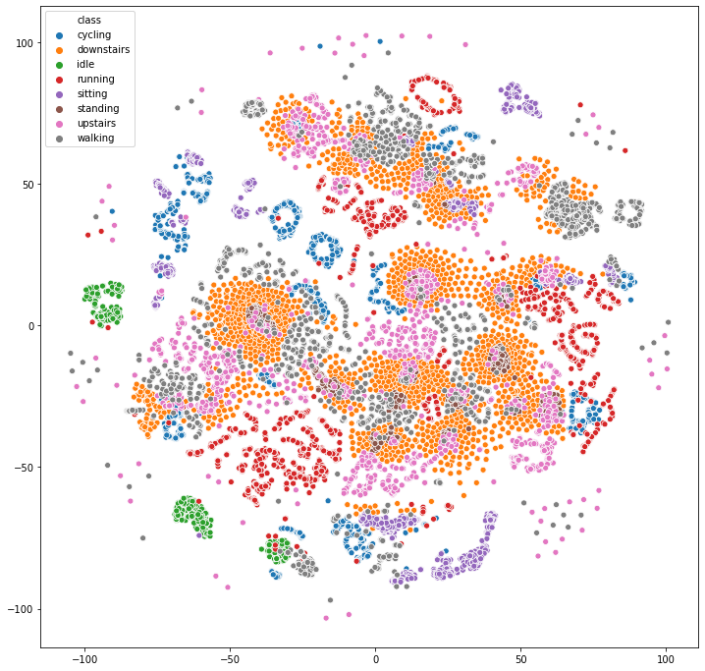 class
cycling
downstairs
idle
running
sitting
standing
upstairs
walking
100
50
0
−50
−100
−100
−50
0
50
100